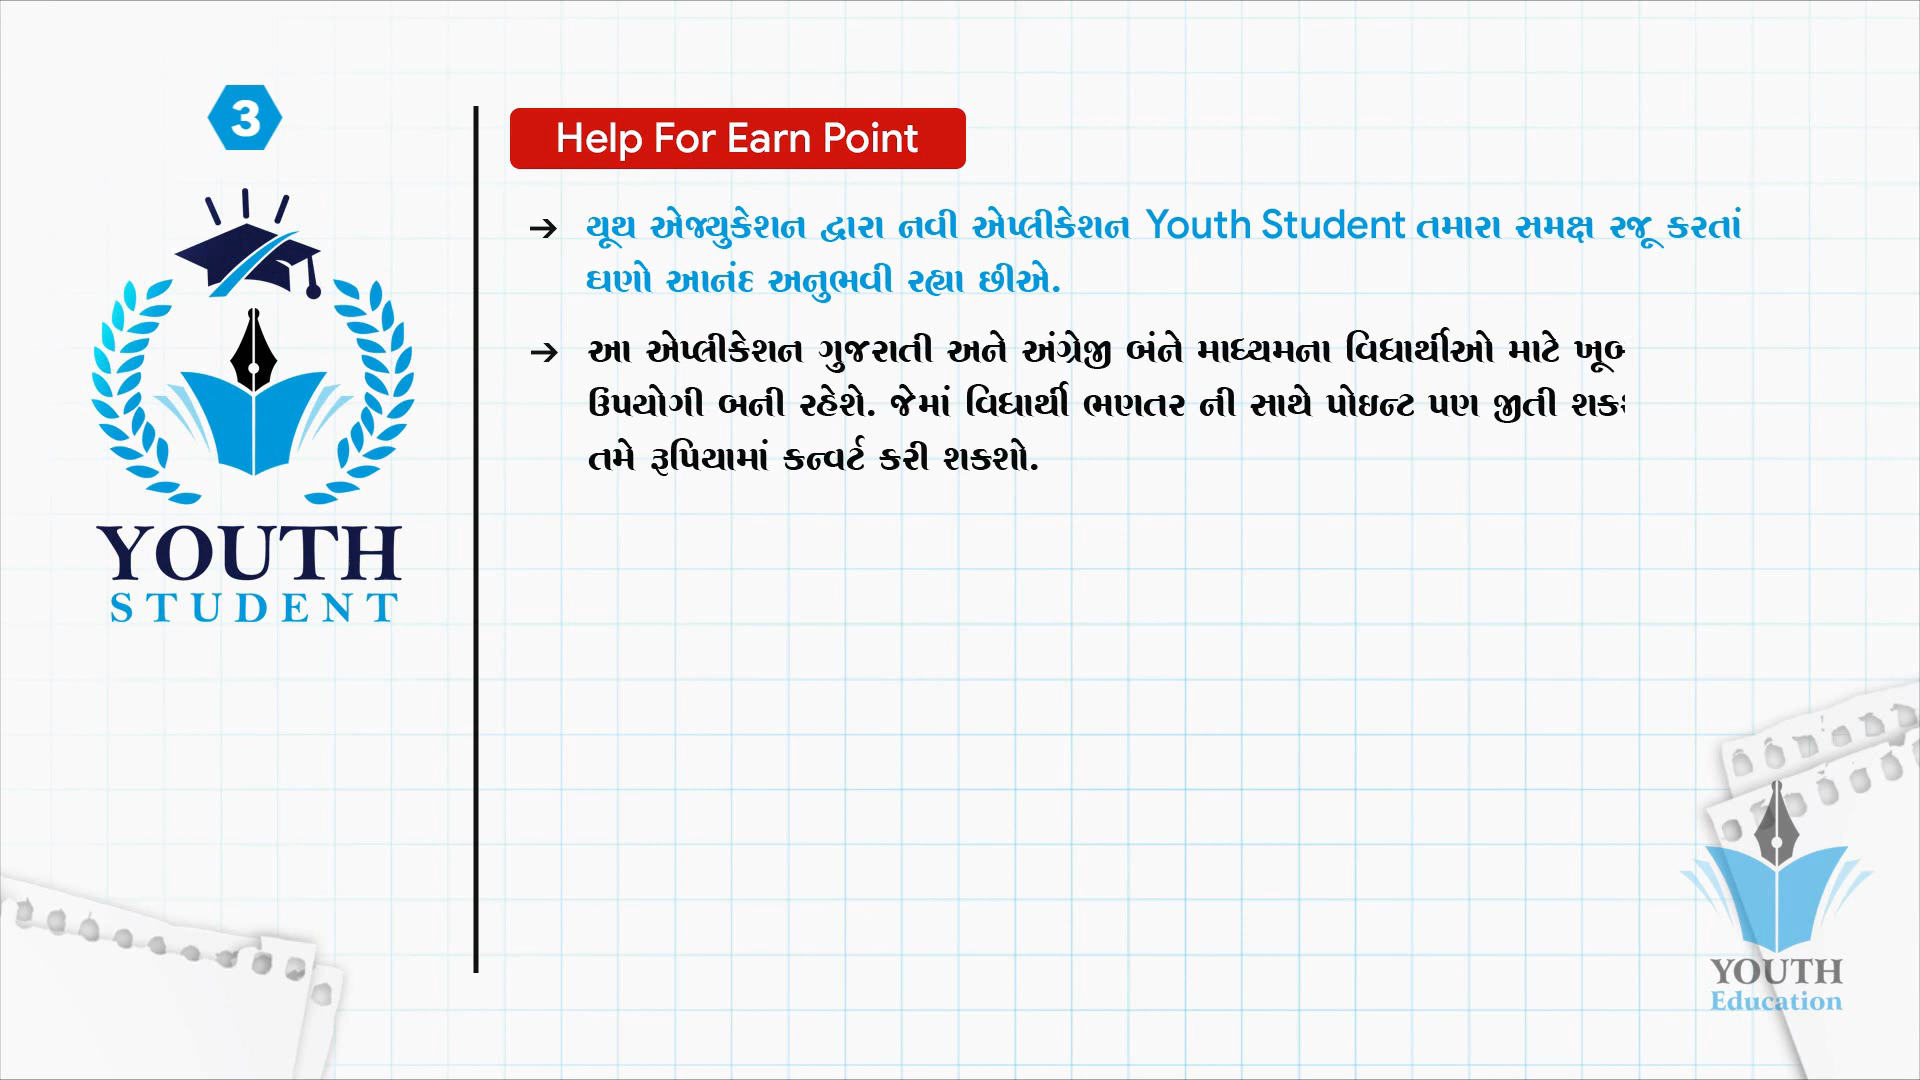 3
YOUTH
STUDENT
Help For Earn Point
➔ યૂથ એજ્યુકેશન દ્વારા નવી એપ્લીકેશન Youth Student તમારા સમક્ષ રજૂ કરતાં
ઘણો આનંદ અનુભવી રહ્યા છીએ.
➔ આ એપ્લીકેશન ગુજરાતી અને અંગ્રેજી બંને માધ્યમના વિદ્યાર્થીઓ માટે
ઉપયોગી બની રહેશે. જેમાં વિદ્યાર્થી ભણતર ની સાથે પોઇન્ટ પણ જીતી
તમે રૂપિયામાં કન્વર્ટ કરી શકશો.
YOUTH
Education